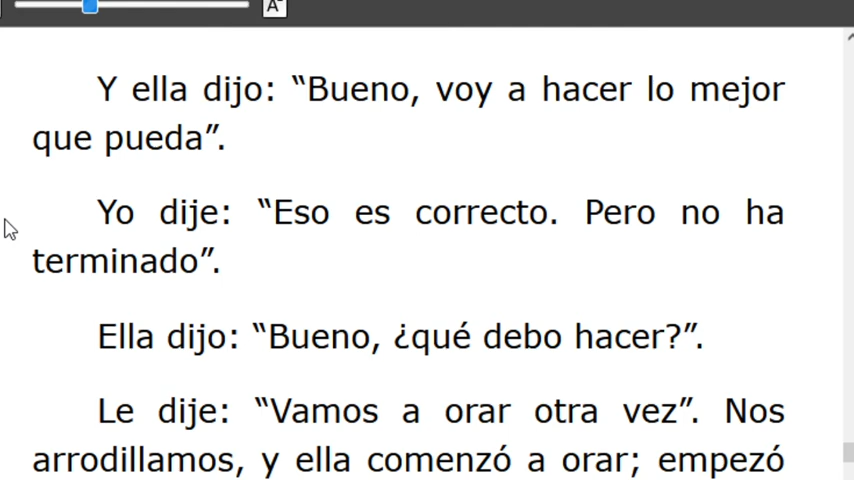 A
Y ella dijo: “Bueno, voy a hacer lo mejor
que pueda”.
Yo dije: “Eso es correcto. Pero no ha
terminado”.
Ella dijo: “Bueno, ¿qué debo hacer?”.
Le dije: “Vamos a orar otra vez”. Nos
arrodillamos, y ella comenzó a orar; empezó